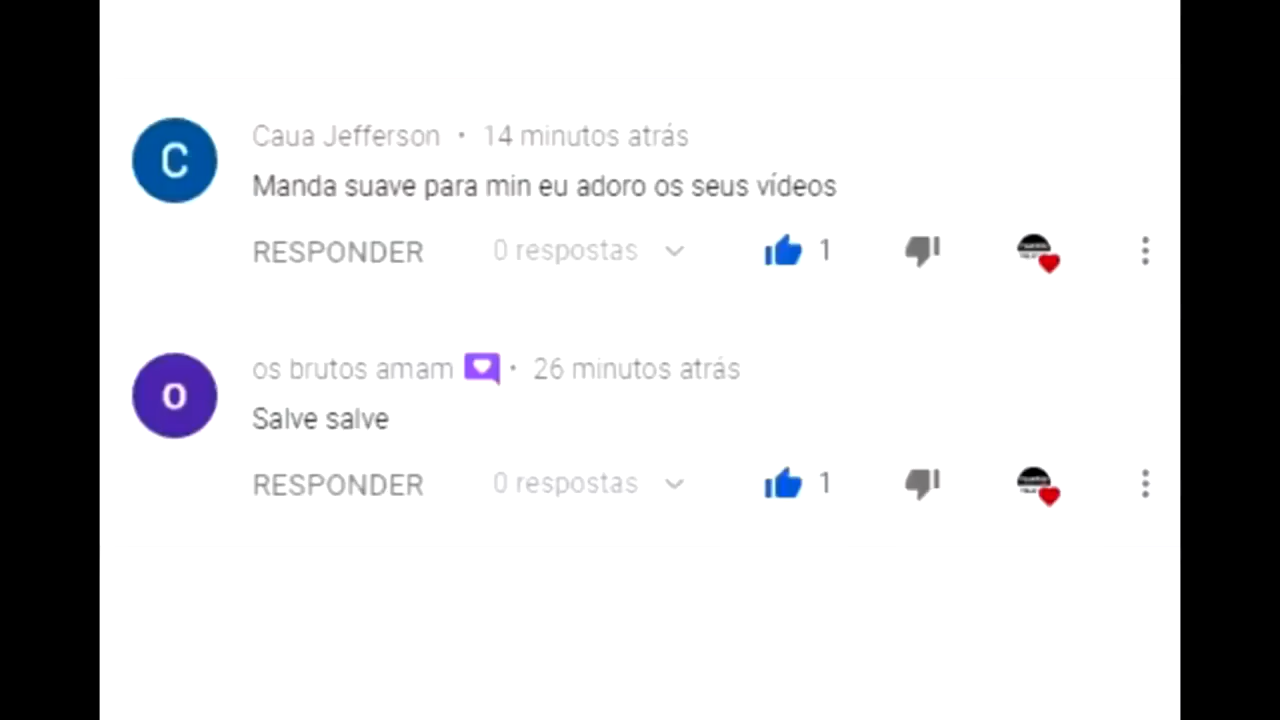 C
Caua Jefferson • 14 minutos atrás
Manda suave para min eu adoro os seus vídeos
RESPONDER 0 respostas 1
o
os brutos amam • 26 minutos atrás
Salve salve
RESPONDER 0 respostas 1